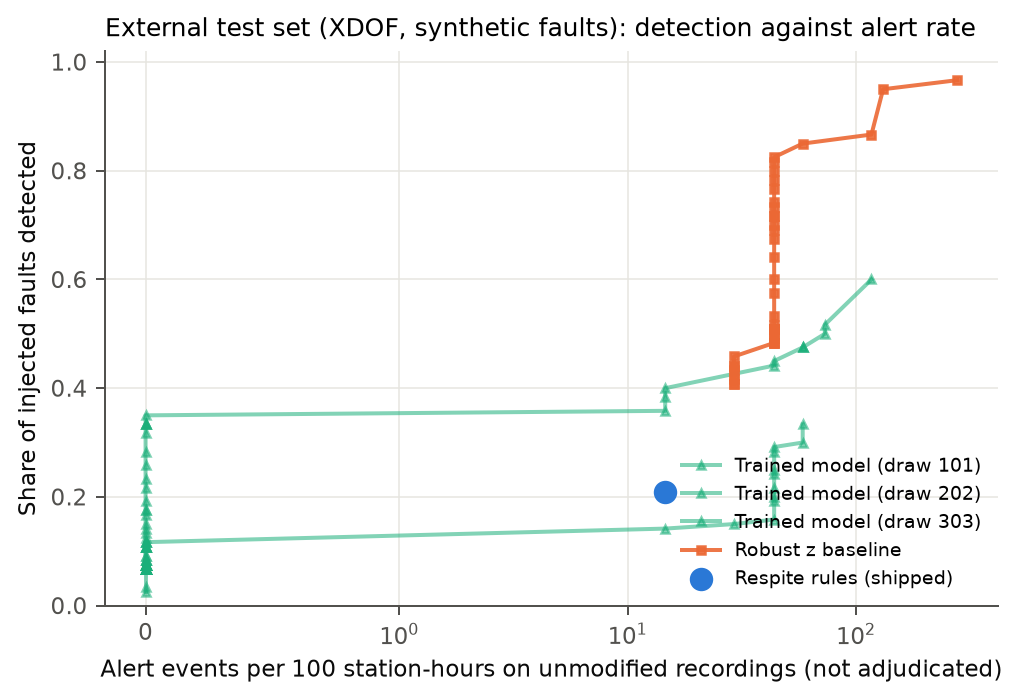 External test set (XDOF, synthetic faults): detection against alert rate
Share of injected faults detected
1.0
0.8
0.6
0.4
0.2
0.0
Trained model (draw 101)
Trained model (draw 202)
Trained model (draw 303)
Robust z baseline
Respite rules (shipped)
0
10⁰
10¹
10²
Alert events per 100 station-hours on unmodified recordings (not adjudicated)